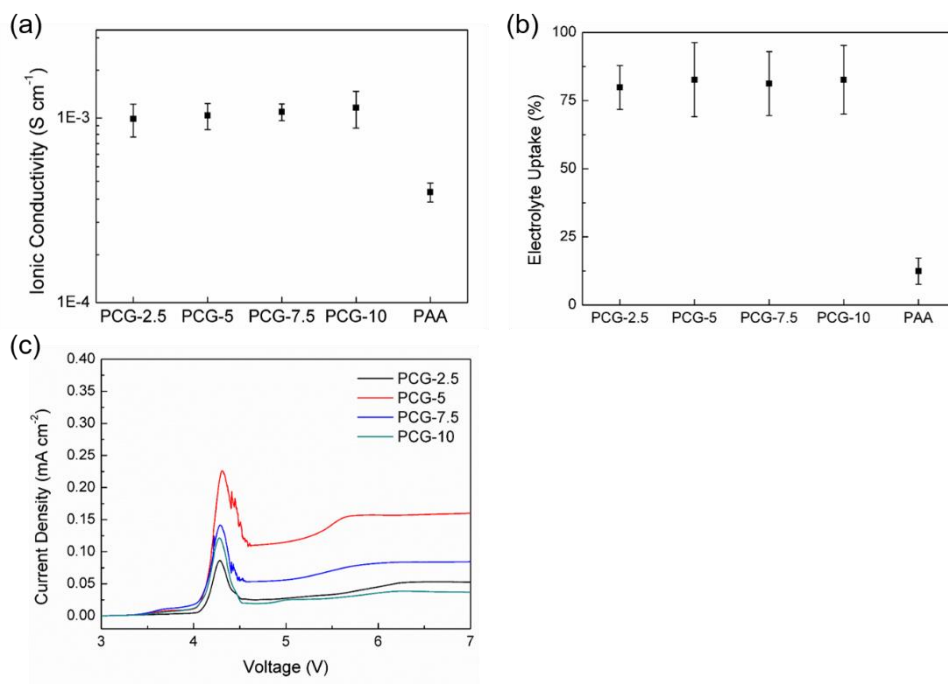 (a)
Ionic Conductivity (S cm⁻¹)
1E-3
1E-4
PCG-2.5 PCG-5 PCG-7.5 PCG-10 PAA
(b)
Electrolyte Uptake (%)
100
75
50
25
0
PCG-2.5 PCG-5 PCG-7.5 PCG-10 PAA
(c)
Current Density (mA cm⁻²)
0.40
0.35
0.30
0.25
0.20
0.15
0.10
0.05
0.00
PCG-2.5
PCG-5
PCG-7.5
PCG-10
3 4 5 6 7
Voltage (V)